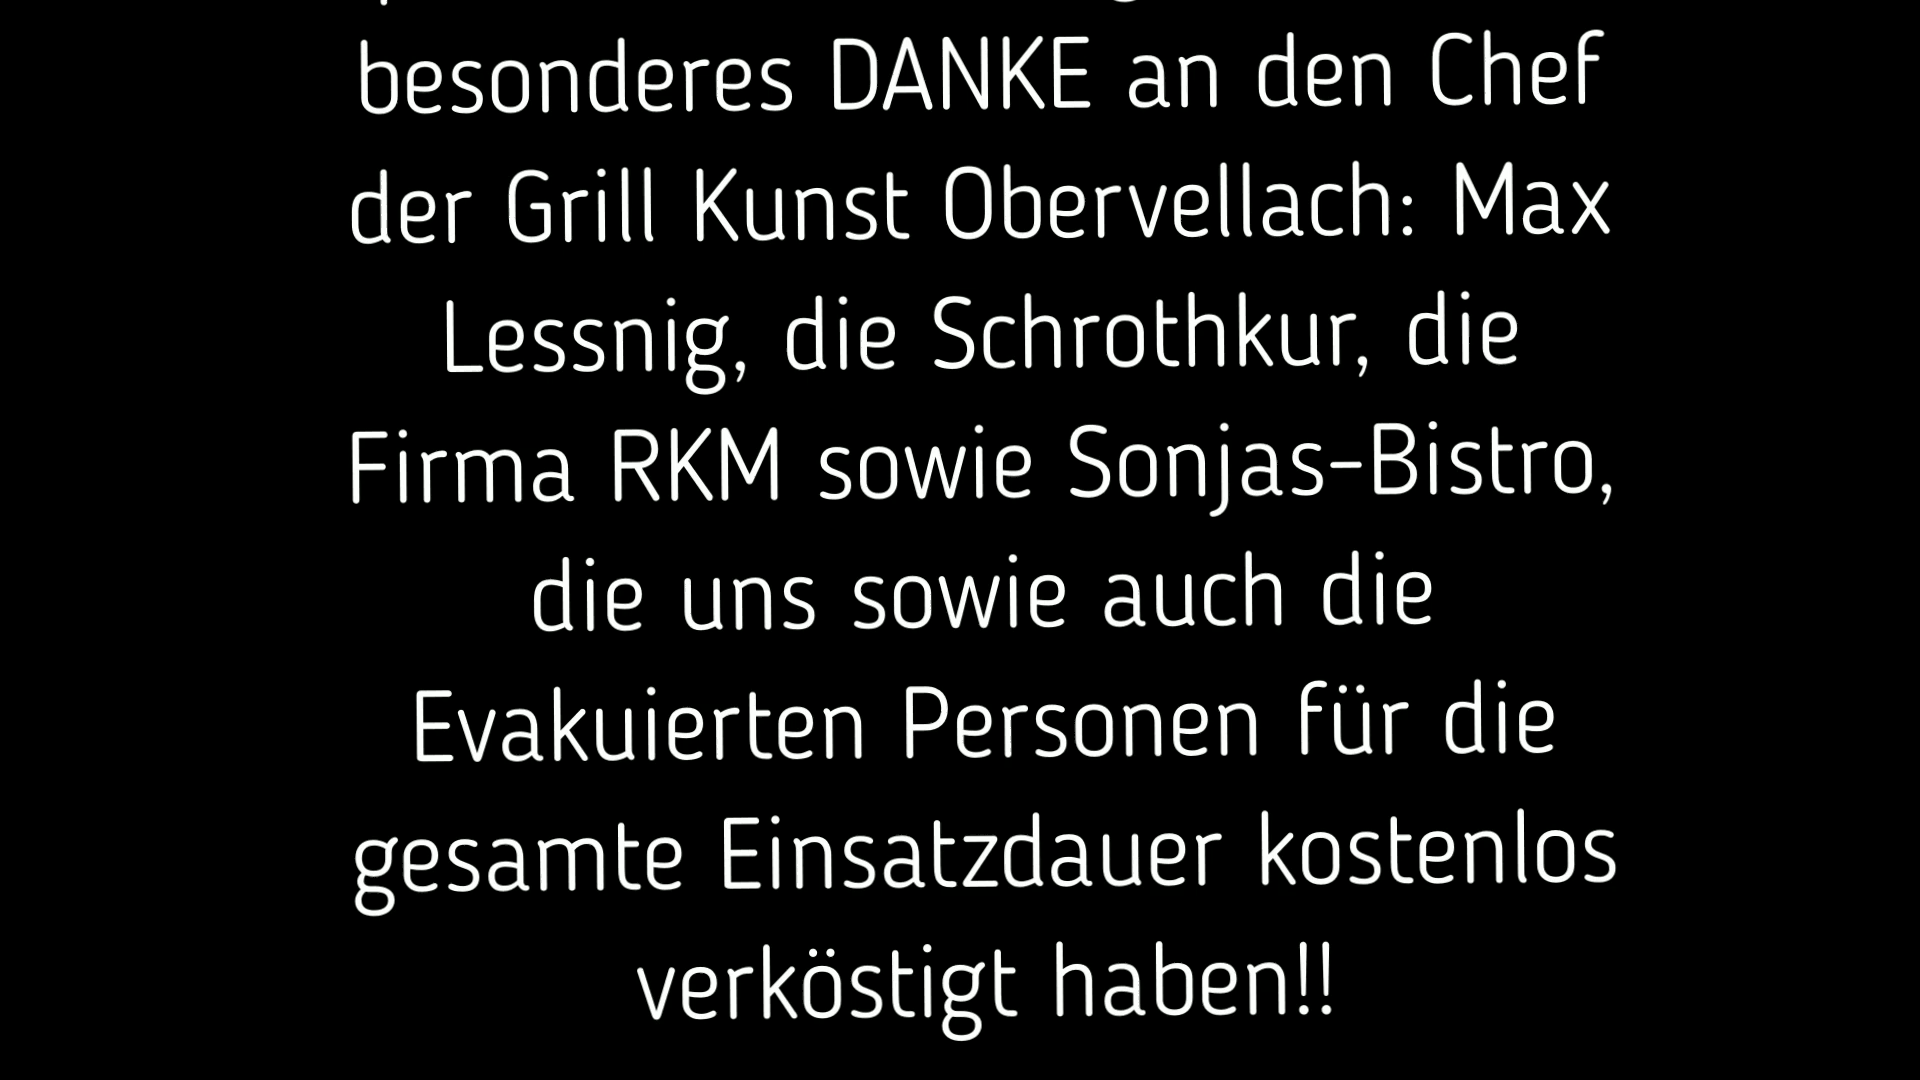 besonderes DANKE an den Chef
der Grill Kunst Obervellach: Max
Lessnig, die Schrothkur, die
Firma RKM sowie Sonjas-Bistro,
die uns sowie auch die
Evakuierten Personen für die
gesamte Einsatzdauer kostenlos
verköstigt haben!!